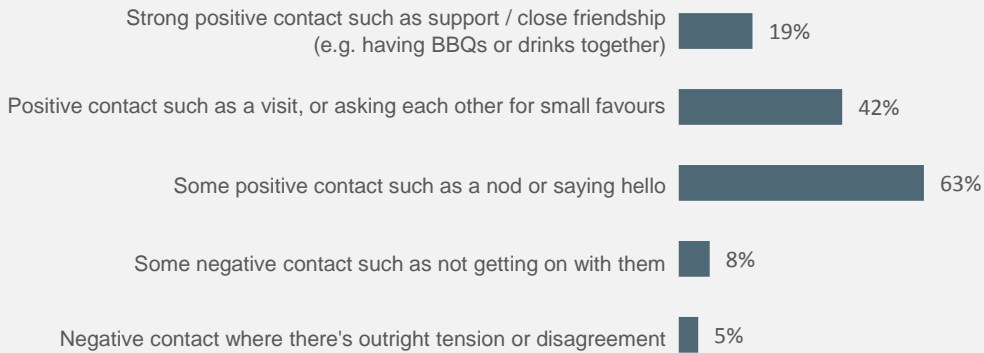 Strong positive contact such as support / close friendship
(e.g. having BBQs or drinks together)
19%
Positive contact such as a visit, or asking each other for small favours
42%
Some positive contact such as a nod or saying hello
63%
Some negative contact such as not getting on with them
8%
Negative contact where there's outright tension or disagreement
5%